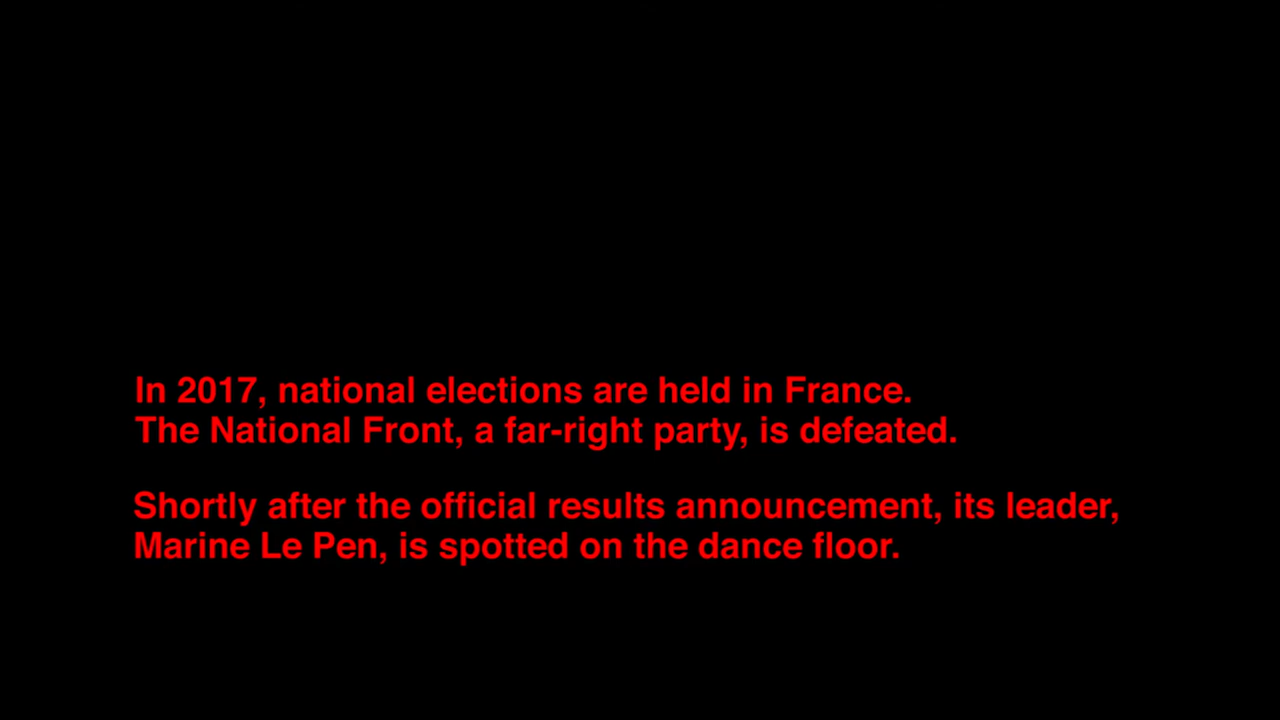 In 2017, national elections are held in France.
The National Front, a far-right party, is defeated.
Shortly after the official results announcement, its leader,
Marine Le Pen, is spotted on the dance floor.